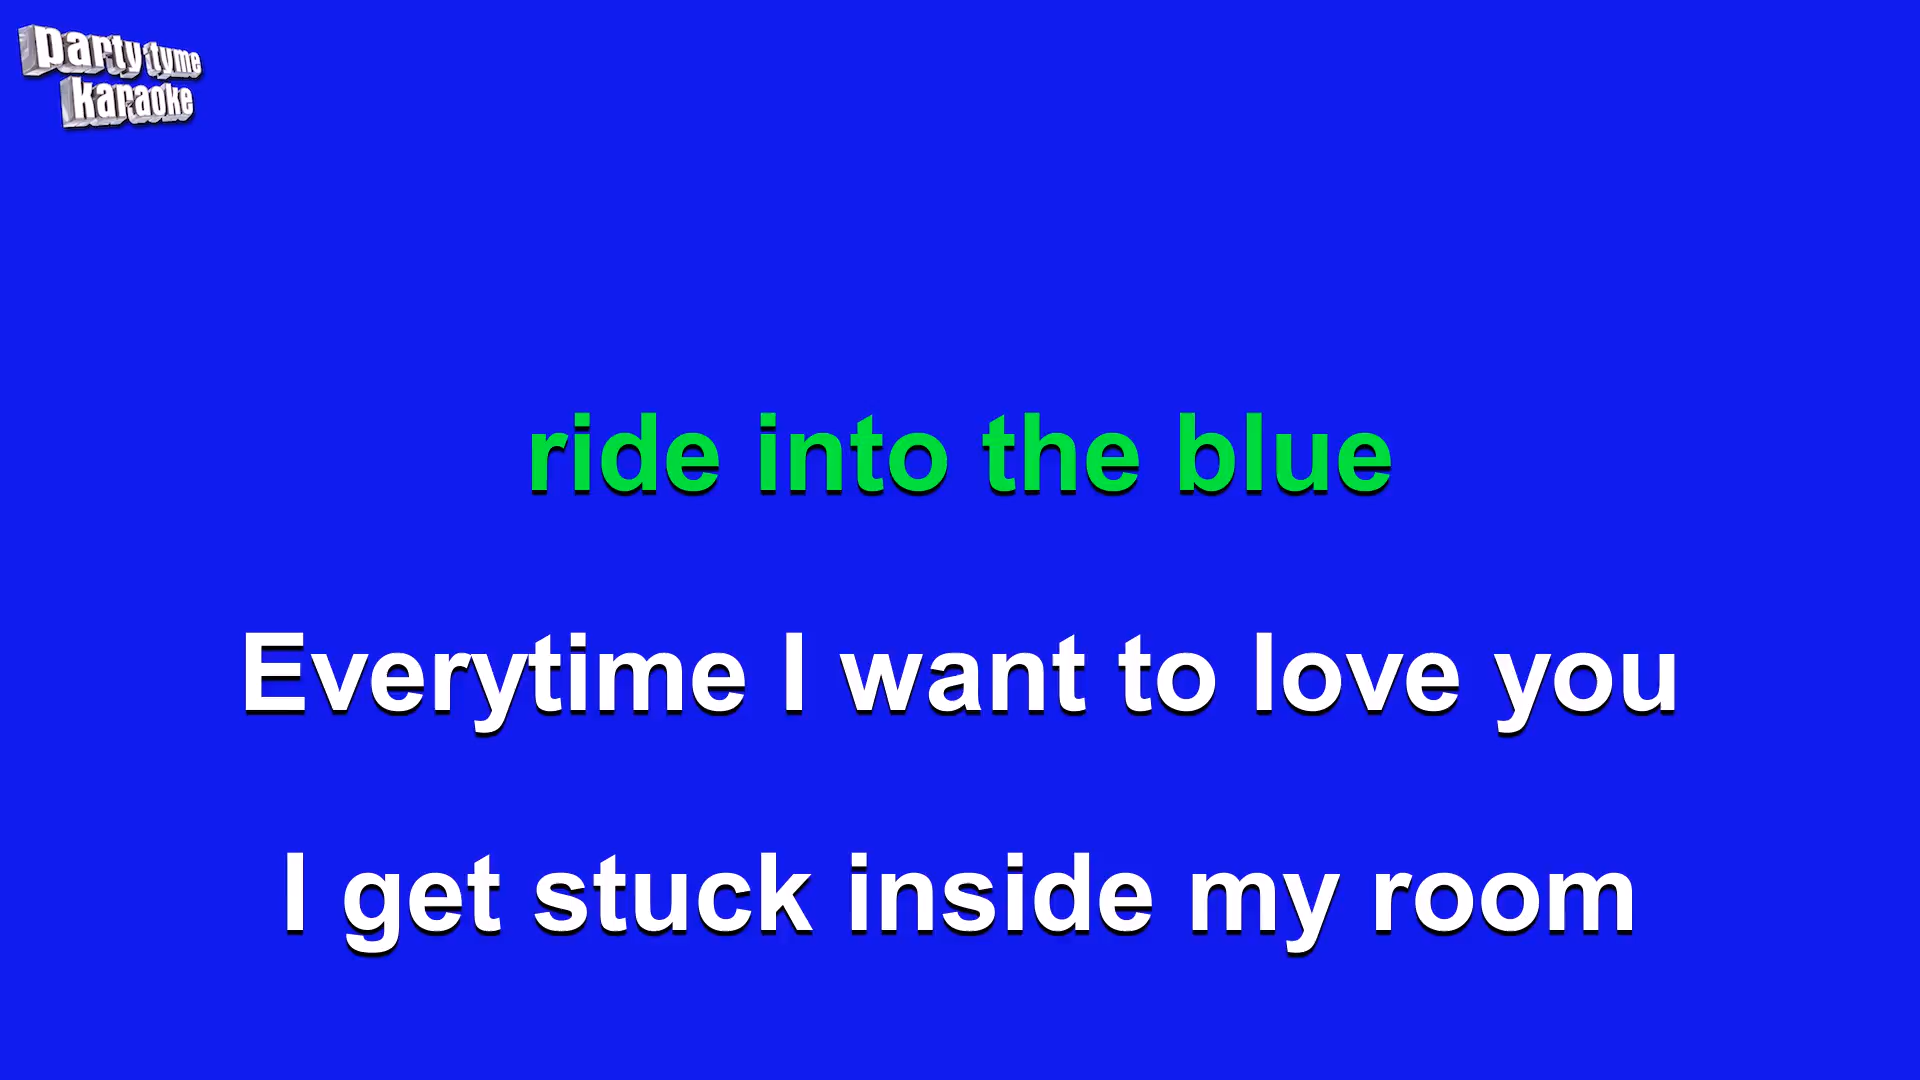 party tyme
karaoke
ride into the blue
Everytime I want to love you
I get stuck inside my room